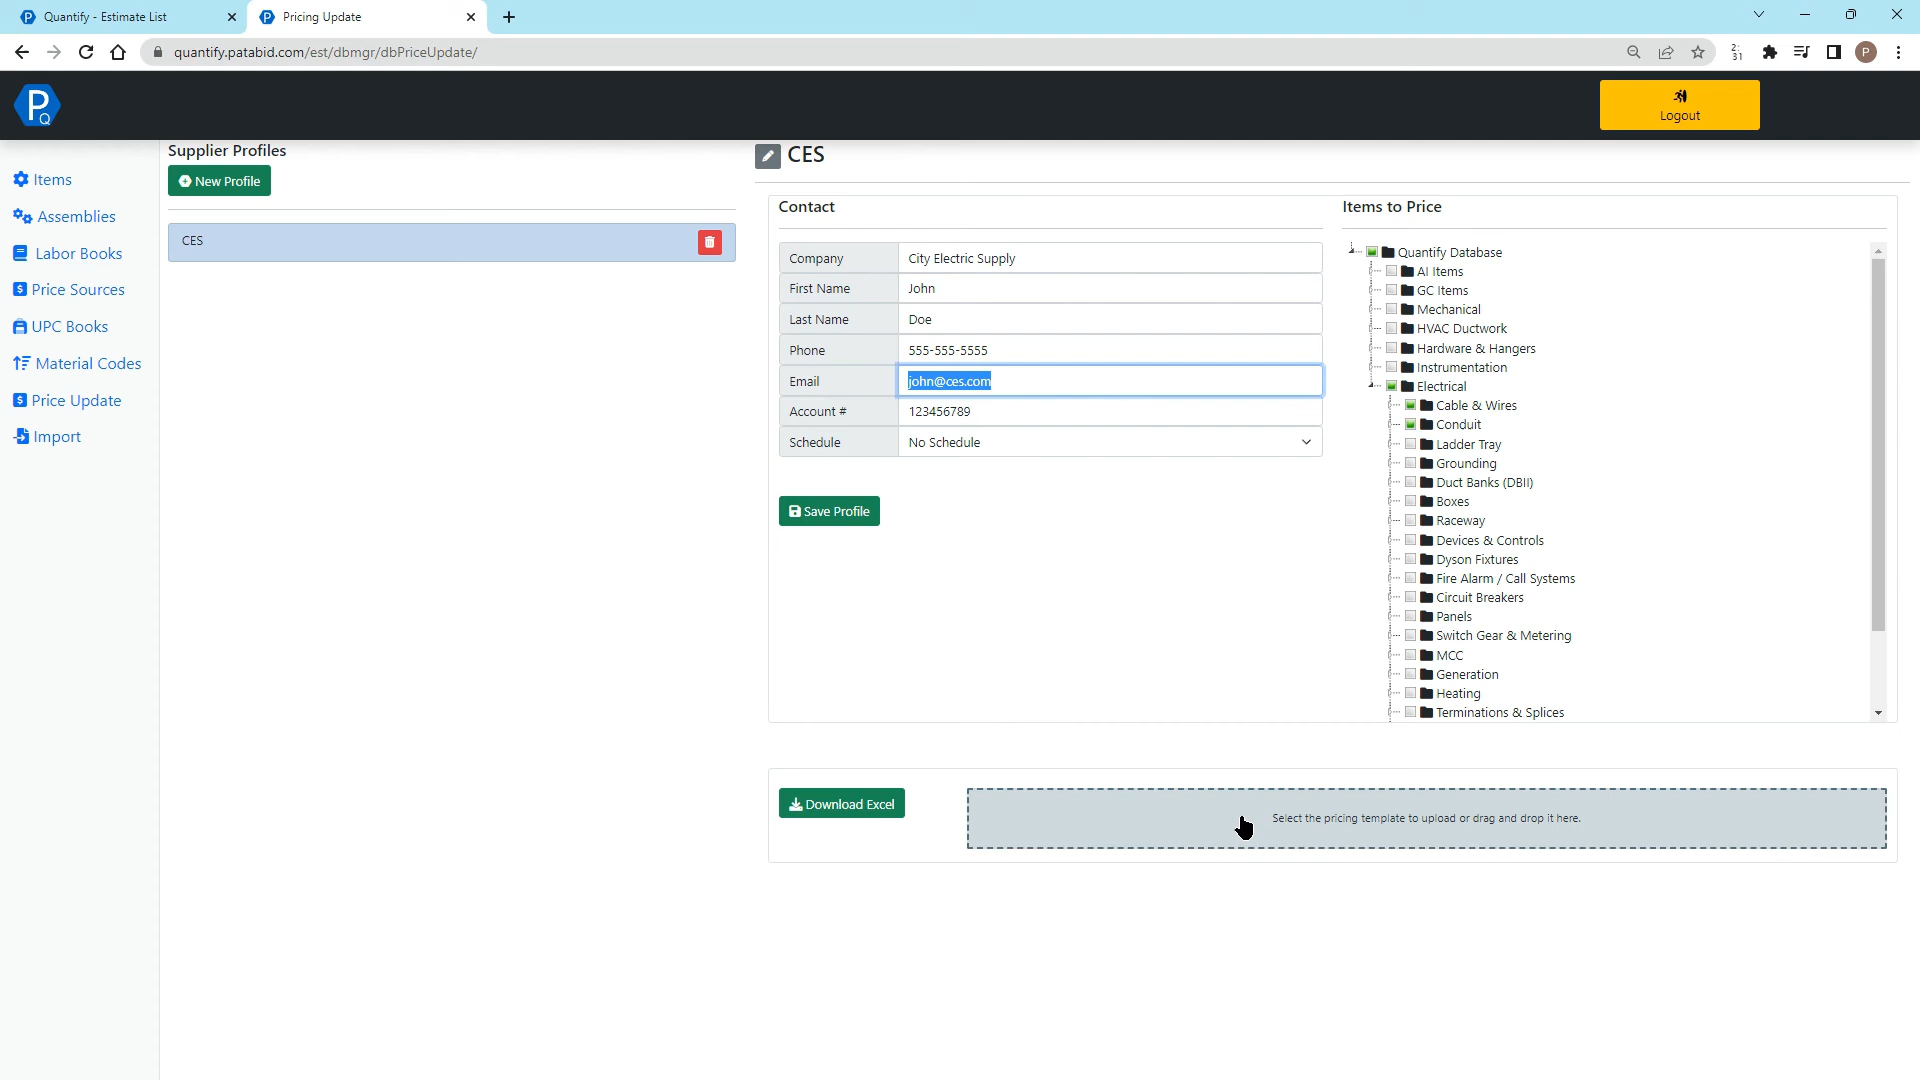 Quantify - Estimate List
Pricing Update
quantify.patabid.com/est/dbmgr/dbPriceUpdate/
2:
31
P
PQ
Logout
Items
Assemblies
Labor Books
Price Sources
UPC Books
Material Codes
Price Update
Import
Supplier Profiles
New Profile
CES
CES
Contact
Company City Electric Supply
First Name John
Last Name Doe
Phone 555-555-5555
Email john@ces.com
Account # 123456789
Schedule No Schedule
Save Profile
Items to Price
Quantify Database
AI Items
GC Items
Mechanical
HVAC Ductwork
Hardware & Hangers
Instrumentation
Electrical
Cable & Wires
Conduit
Ladder Tray
Grounding
Duct Banks (DBII)
Boxes
Raceway
Devices & Controls
Dyson Fixtures
Fire Alarm / Call Systems
Circuit Breakers
Panels
Switch Gear & Metering
MCC
Generation
Heating
Terminations & Splices
Download Excel
Select the pricing template to upload or drag and drop it here.